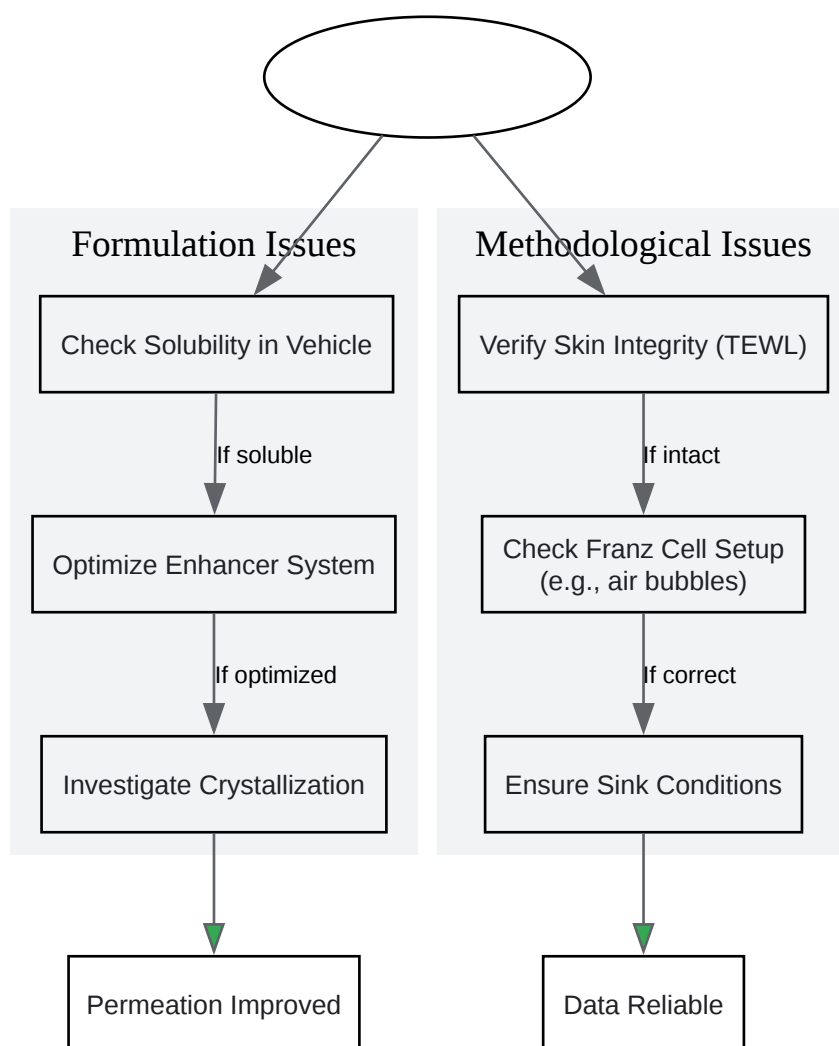 Formulation Issues
Check Solubility in Vehicle
If soluble
Optimize Enhancer System
If optimized
Investigate Crystallization
Permeation Improved
Methodological Issues
Verify Skin Integrity (TEWL)
If intact
Check Franz Cell Setup
(e.g., air bubbles)
If correct
Ensure Sink Conditions
Data Reliable